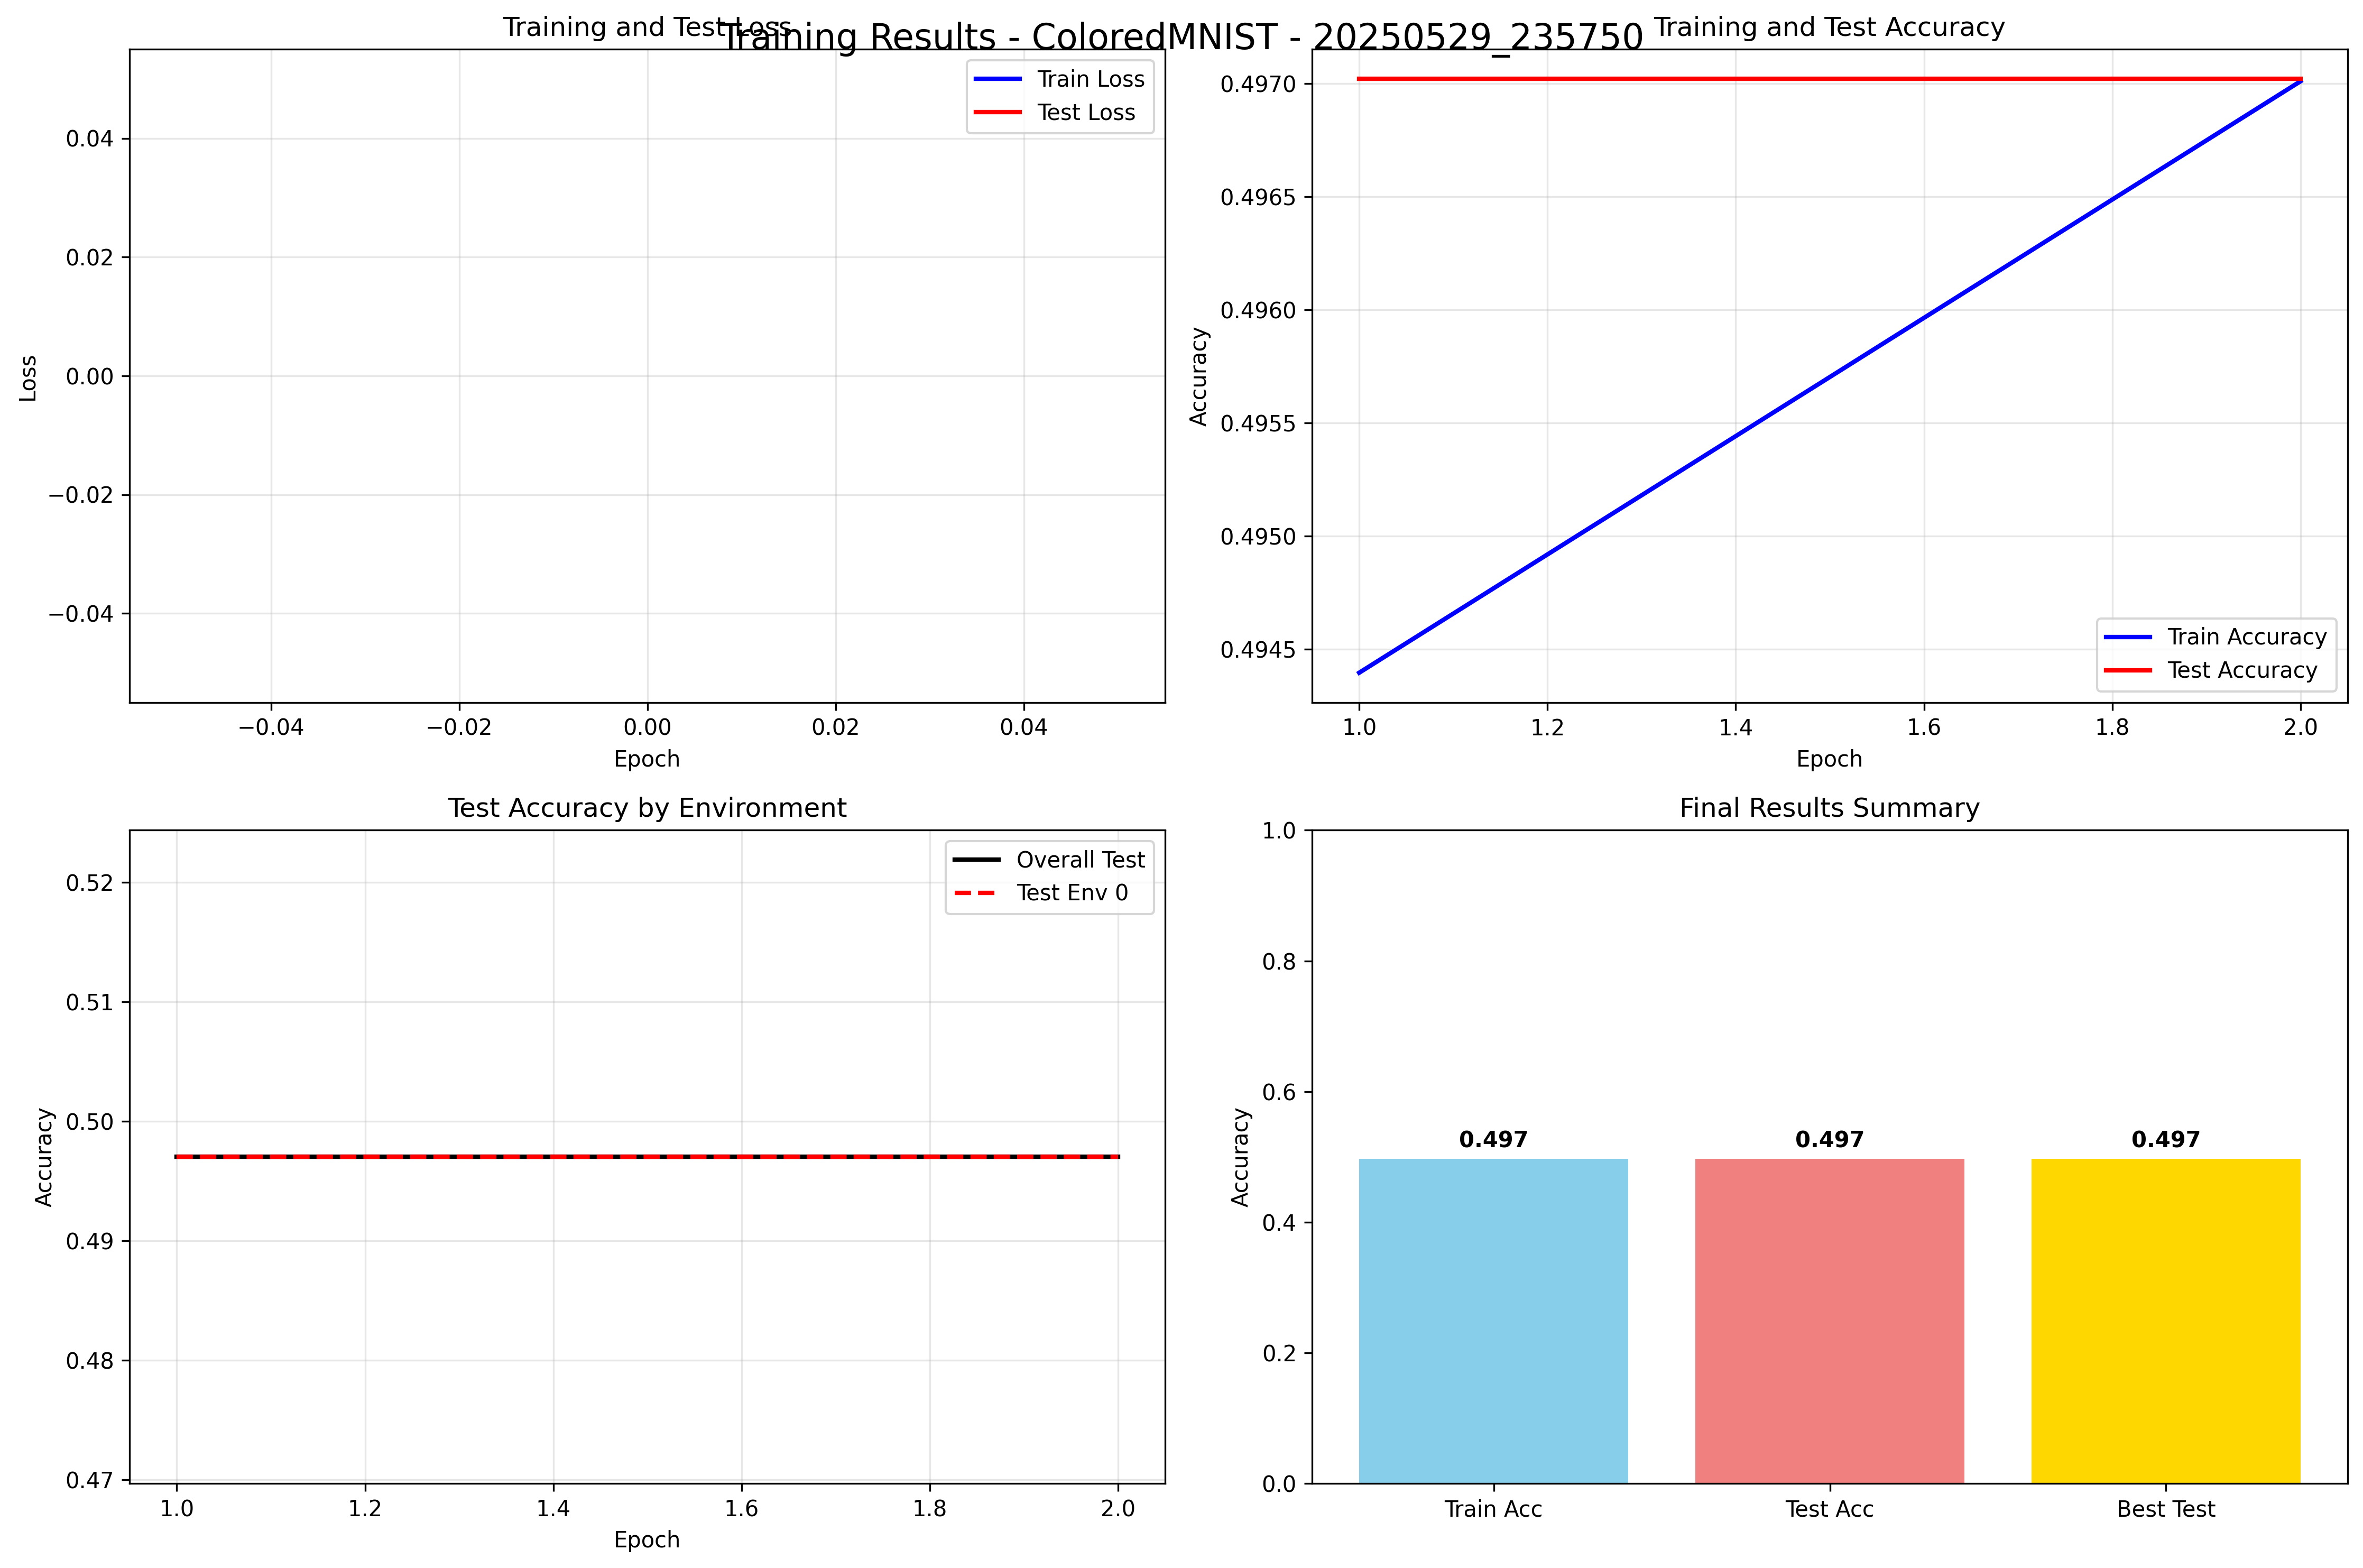 Training Results - ColoredMNIST - 20250529_235750
Training and Test Loss
Train Loss
Test Loss
0.04
0.02
0.00
−0.02
−0.04
Loss
−0.04 −0.02 0.00 0.02 0.04
Epoch
Training and Test Accuracy
0.4970
0.4965
0.4960
0.4955
0.4950
0.4945
Accuracy
Train Accuracy
Test Accuracy
1.0 1.2 1.4 1.6 1.8 2.0
Epoch
Test Accuracy by Environment
Overall Test
Test Env 0
0.52
0.51
0.50
0.49
0.48
0.47
Accuracy
1.0 1.2 1.4 1.6 1.8 2.0
Epoch
Final Results Summary
1.0
0.8
0.6
0.4
0.2
0.0
Accuracy
0.497 0.497 0.497
Train Acc Test Acc Best Test